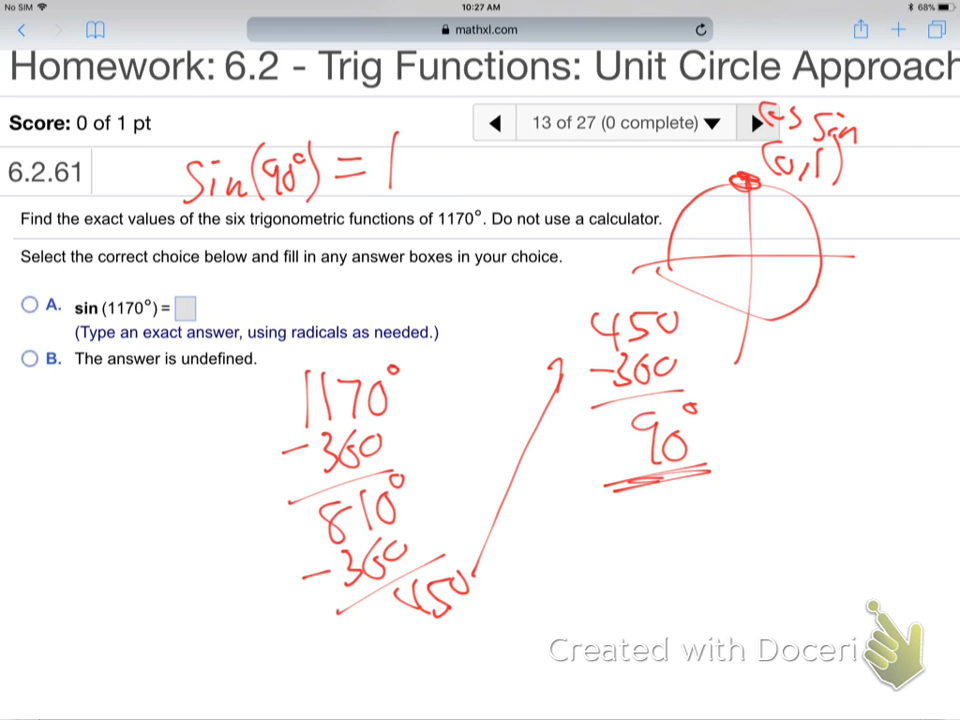 No SIM 10:27 AM 68%
mathxl.com
Homework: 6.2 - Trig Functions: Unit Circle Approach
Score: 0 of 1 pt
13 of 27 (0 complete)
cos sin
(0,1)
6.2.61
sin(90°) = 1
Find the exact values of the six trigonometric functions of 1170°. Do not use a calculator.
Select the correct choice below and fill in any answer boxes in your choice.
A. sin (1170°) =
(Type an exact answer, using radicals as needed.)
B. The answer is undefined.
1170°
-360
810°
-360
450
450
-360
90°
Created with Doceri